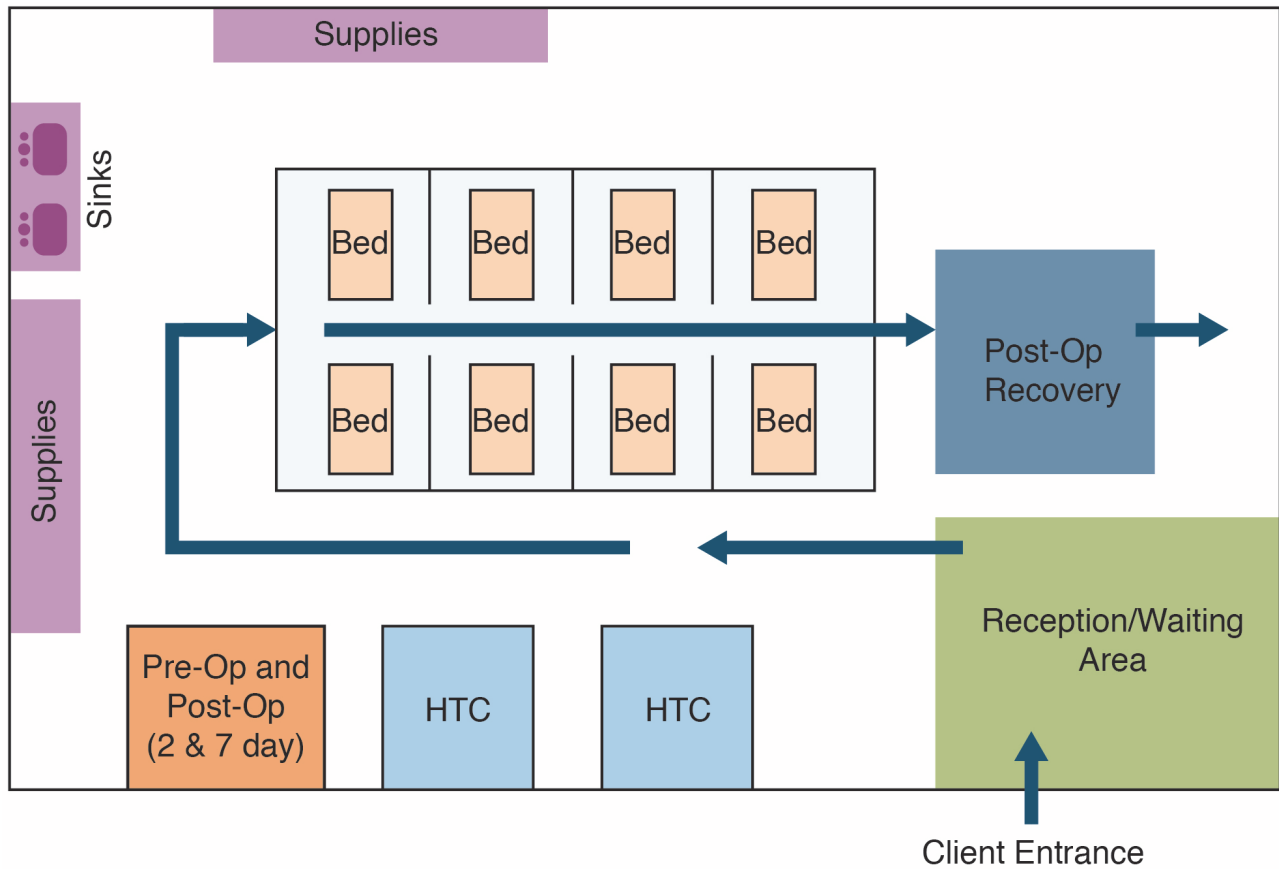 Supplies
Sinks
Bed
Bed
Bed
Bed
Post-Op
Recovery
Bed
Bed
Bed
Bed
Supplies
Reception/Waiting
Area
Pre-Op and
Post-Op
(2 & 7 day)
HTC
HTC
Client Entrance